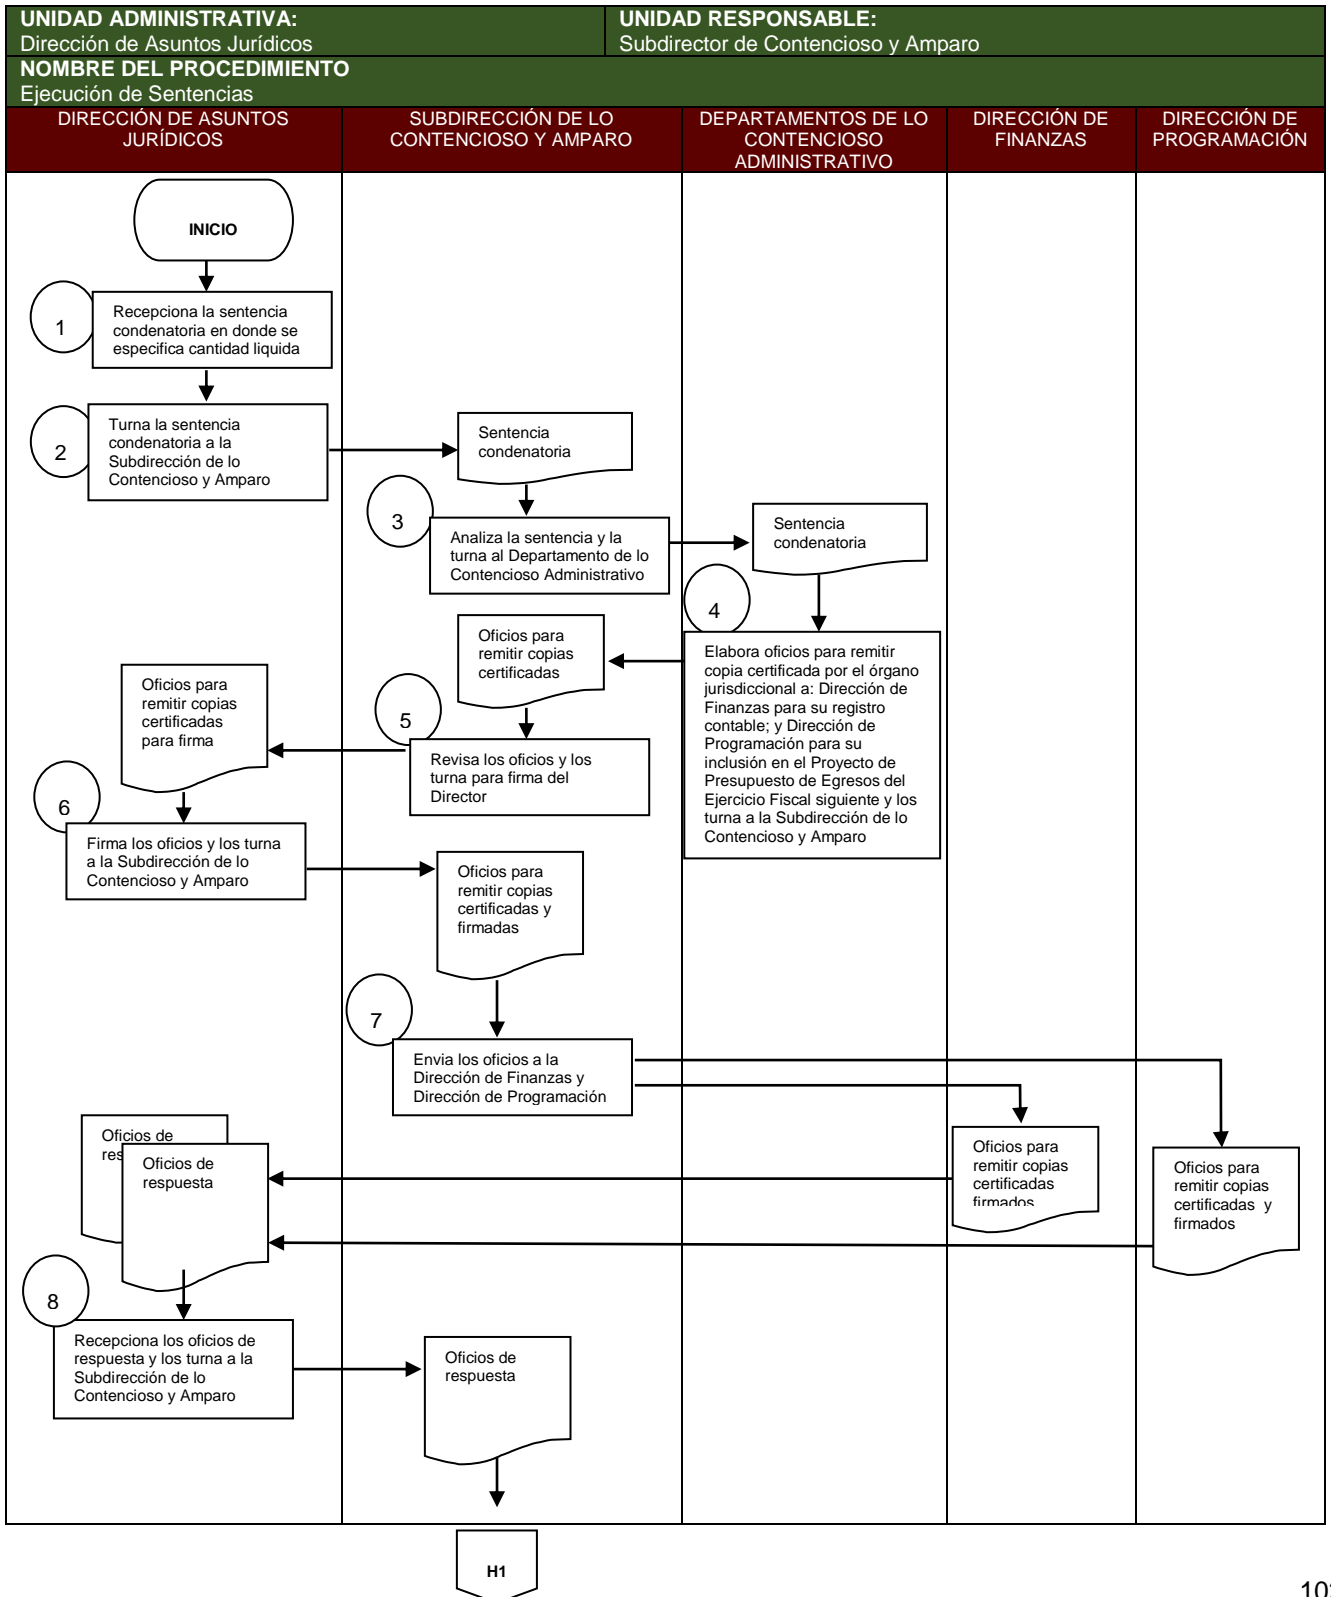 UNIDAD ADMINISTRATIVA:
Dirección de Asuntos Jurídicos
UNIDAD RESPONSABLE:
Subdirector de Contencioso y Amparo
NOMBRE DEL PROCEDIMIENTO
Ejecución de Sentencias
DIRECCIÓN DE ASUNTOS
JURÍDICOS
SUBDIRECCIÓN DE LO
CONTENCIOSO Y AMPARO
DEPARTAMENTOS DE LO
CONTENCIOSO
ADMINISTRATIVO
DIRECCIÓN DE
FINANZAS
DIRECCIÓN DE
PROGRAMACIÓN
INICIO
1
Recepciona la sentencia
condenatoria en donde se
especifica cantidad liquida
2
Turna la sentencia
condenatoria a la
Subdirección de lo
Contencioso y Amparo
Sentencia
condenatoria
3
Analiza la sentencia y la
turna al Departamento de lo
Contencioso Administrativo
Sentencia
condenatoria
4
Elabora oficios para remitir
copia certificada por el órgano
jurisdiccional a: Dirección de
Finanzas para su registro
contable; y Dirección de
Programación para su
inclusión en el Proyecto de
Presupuesto de Egresos del
Ejercicio Fiscal siguiente y los
turna a la Subdirección de lo
Contencioso y Amparo
Oficios para
remitir copias
certificadas
5
Revisa los oficios y los
turna para firma del
Director
Oficios para
remitir copias
certificadas
para firma
6
Firma los oficios y los turna
a la Subdirección de lo
Contencioso y Amparo
Oficios para
remitir copias
certificadas y
firmadas
7
Envia los oficios a la
Dirección de Finanzas y
Dirección de Programación
Oficios para
remitir copias
certificadas
firmados
Oficios para
remitir copias
certificadas y
firmados
Oficios de
res
Oficios de
respuesta
8
Recepciona los oficios de
respuesta y los turna a la
Subdirección de lo
Contencioso y Amparo
Oficios de
respuesta
H1